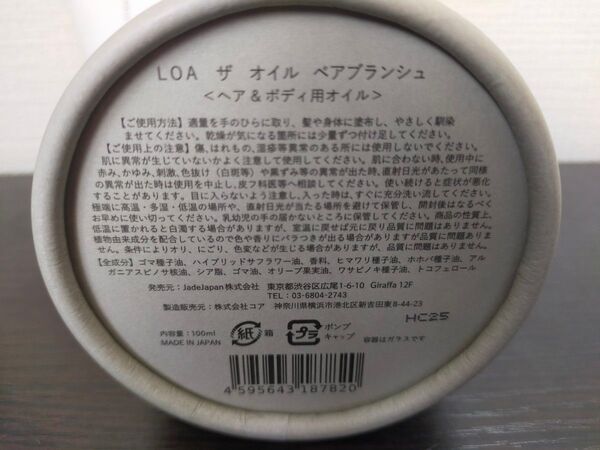 LOA ザ オイル ペアブランシュ
<ヘア＆ボディ用オイル>
【ご使用方法】適量を手のひらに取り、髪や身体に塗布し、やさしく馴染
ませてください。乾燥が気になる箇所には少量ずつ付け足してください。
【ご使用上の注意】傷、はれもの、湿疹等異常のある所には使用しないでください。
肌に異常が生じていないかよく注意して使用してください。肌に合わない時、使用中に
赤み、かゆみ、刺激、色抜け（白斑等）や黒ずみ等の異常が出た時、直射日光があたって同様
の異常が出た時は使用を中止し、皮フ科医等へ相談してください。使い続けると症状が悪化
することがあります。目に入らないよう注意し、入った時は、すぐに充分洗い流してください。
極端に高温・多湿・低温の場所や、直射日光が当たる場所を避けて保管し、開封後はなるべく
お早めに使い切ってください。乳幼児の手の届かないところに保管してください。商品の性質上、
低温に置かれると白濁する場合がありますが、室温に戻せば元に戻り品質に問題はありません。
植物由来成分を配合しているので色や香りにバラつきが出る場合がありますが品質に問題ありま
せん。条件によりオリ、にごり、色変などが生じる場合がありますが、品質に問題はありません。
【全成分】ゴマ種子油、ハイブリッドサフラワー油、香料、ヒマワリ種子油、ホホバ種子油、アル
ガニアスピノサ核油、シア脂、ゴマ油、オリーブ果実油、ワサビノキ種子油、トコフェロール
発売元：JadeJapan株式会社 東京都渋谷区広尾1-6-10 Giraffa 12F
TEL：03-6804-2743
製造販売元：株式会社コア 神奈川県横浜市港北区新吉田東8-44-23
内容量：100ml
MADE IN JAPAN
紙
箱
プラ
ポンプ
キャップ
容器はガラスです
HC25
4 595643 187820